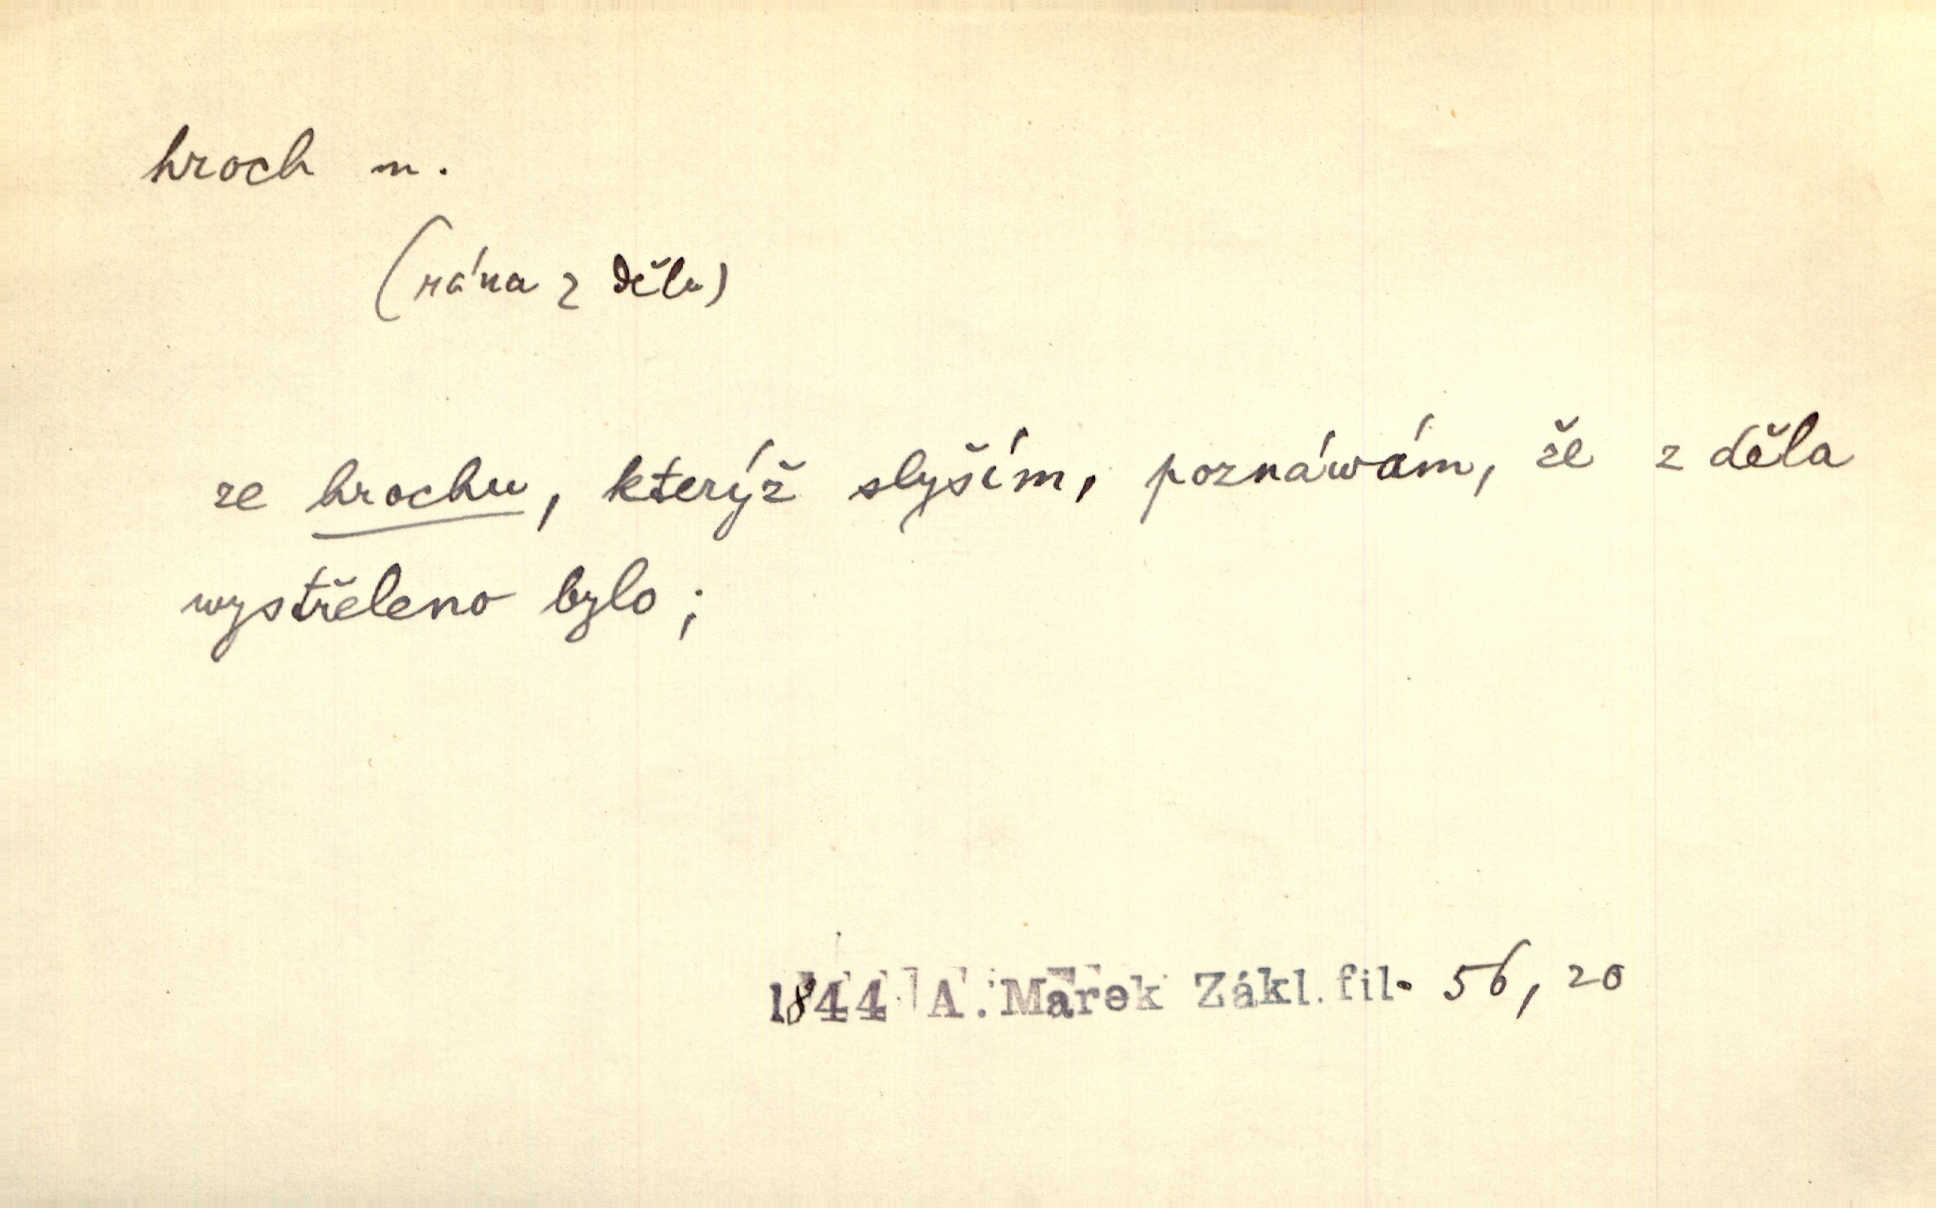 hroch m.
(rána z děla)
ze hrochu, kterýž slyším, poznáwám, že z děla
wystřeleno bylo;
1844 A. Marek Zákl. fil. 56, 20